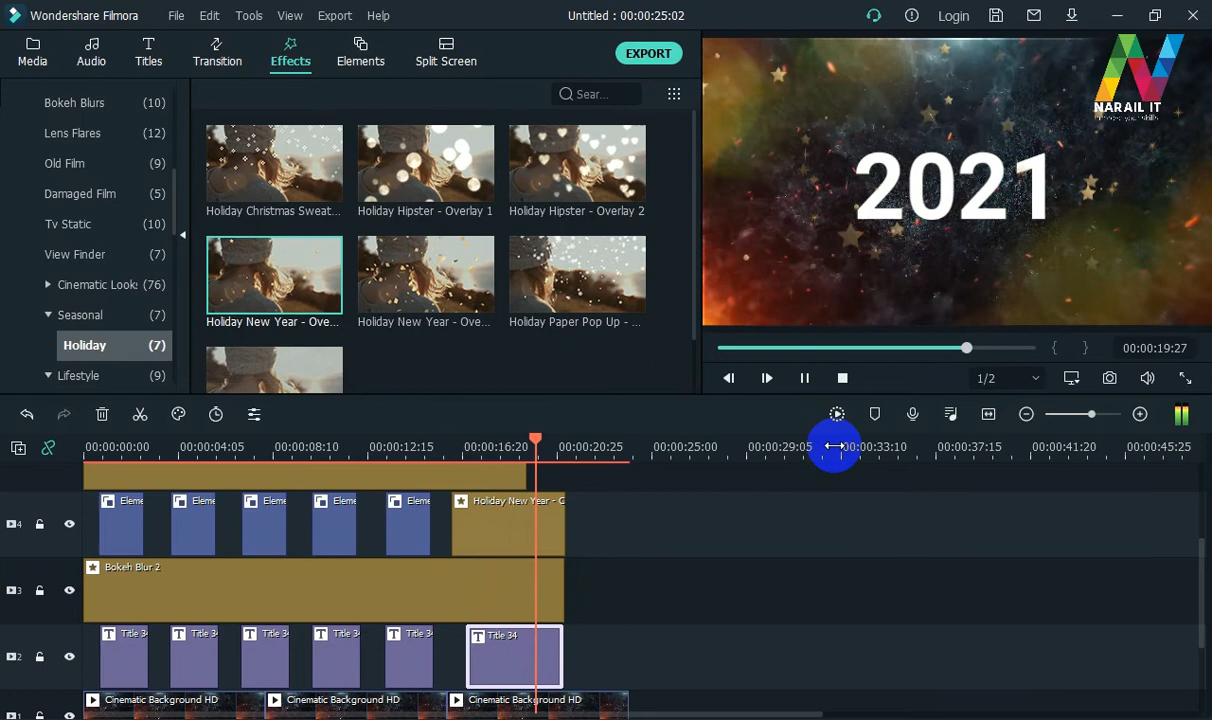 Wondershare Filmora
File Edit Tools View Export Help
Untitled : 00:00:25:02
Login
Media Audio Titles Transition Effects Elements Split Screen
EXPORT
Bokeh Blurs (10)
Lens Flares (12)
Old Film (9)
Damaged Film (5)
Tv Static (10)
View Finder (7)
Cinematic Looks (76)
Seasonal (7)
Holiday (7)
Lifestyle (9)
Sear...
Holiday Christmas Sweat... Holiday Hipster - Overlay 1 Holiday Hipster - Overlay 2
Holiday New Year - Ove... Holiday New Year - Ove... Holiday Paper Pop Up - ...
NARAIL IT
2021
{ } 00:00:19:27
1/2
00:00:00:00 00:00:04:05 00:00:08:10 00:00:12:15 00:00:16:20 00:00:20:25 00:00:25:00 00:00:29:05 00:00:33:10 00:00:37:15 00:00:41:20 00:00:45:25
4 Eleme Eleme Eleme Eleme Eleme Holiday New Year - O
3 Bokeh Blur 2
2 Title 34 Title 34 Title 34 Title 34 Title 34 Title 34
1 Cinematic Background HD Cinematic Background HD Cinematic Background HD